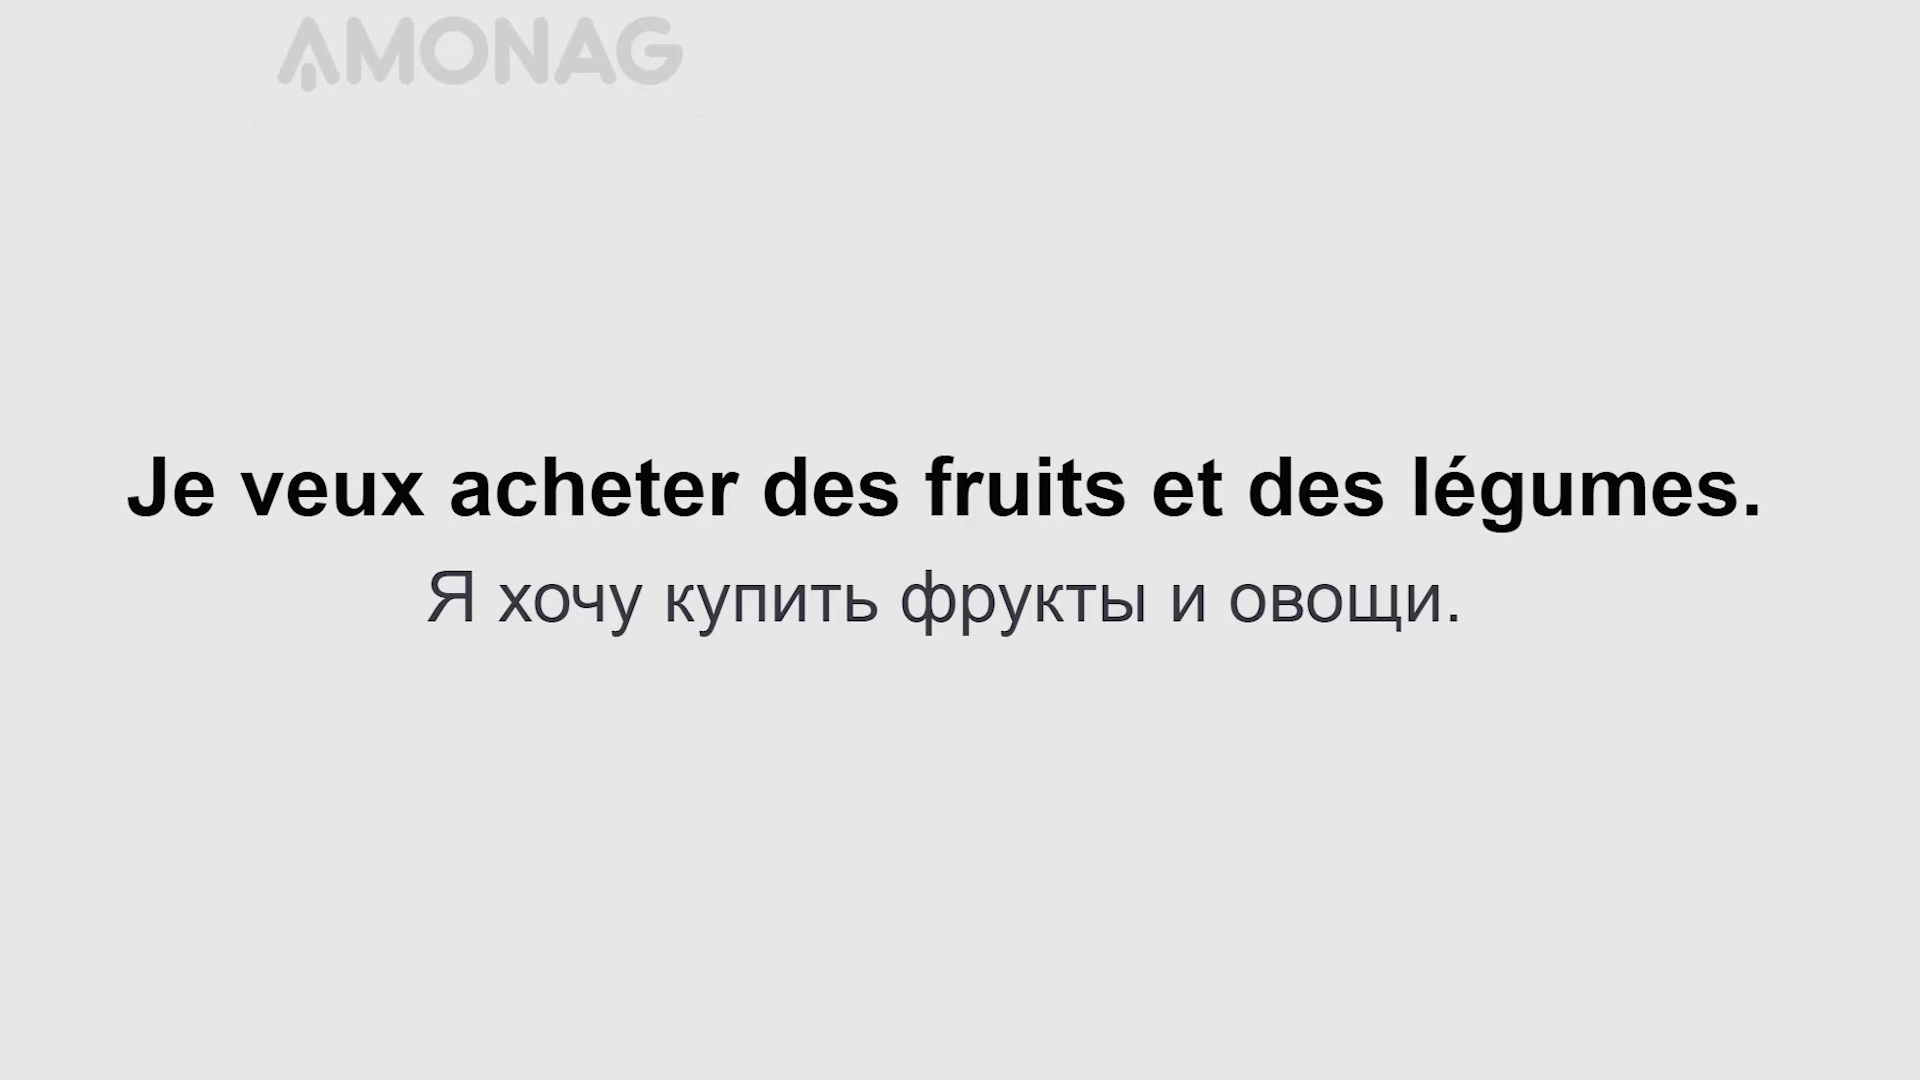 AMONAG
Je veux acheter des fruits et des légumes.
Я хочу купить фрукты и овощи.